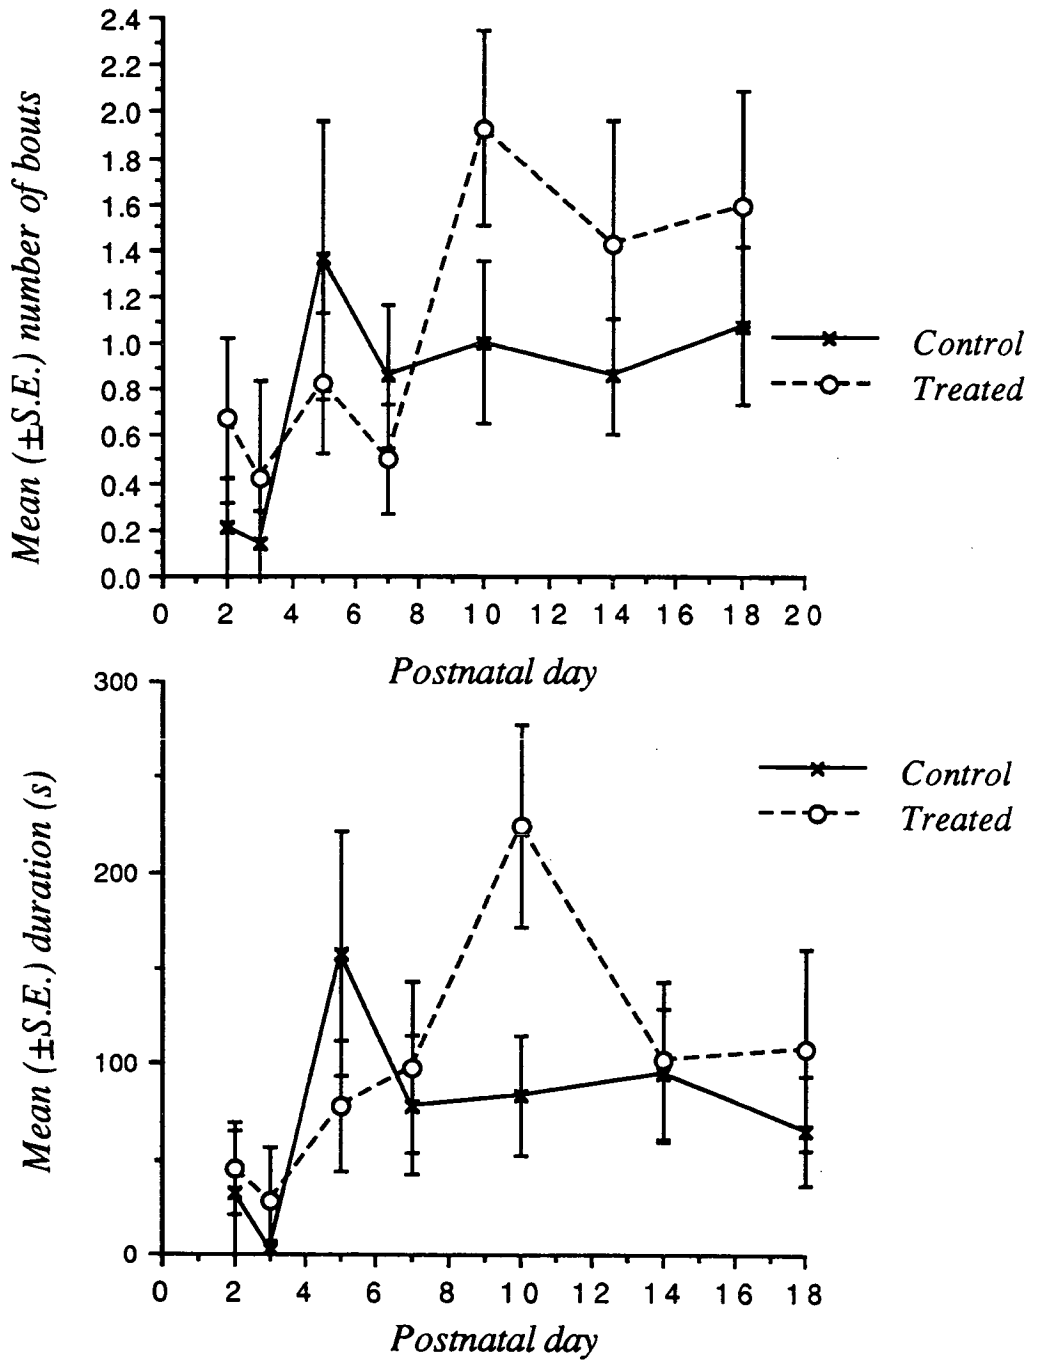 2.4
2.2
2.0
1.8
1.6
1.4
1.2
1.0
0.8
0.6
0.4
0.2
0.0
Mean (±S.E.) number of bouts
Control
Treated
0 2 4 6 8 10 12 14 16 18 20
Postnatal day
300
200
100
0
Mean (±S.E.) duration (s)
Control
Treated
0 2 4 6 8 10 12 14 16 18
Postnatal day